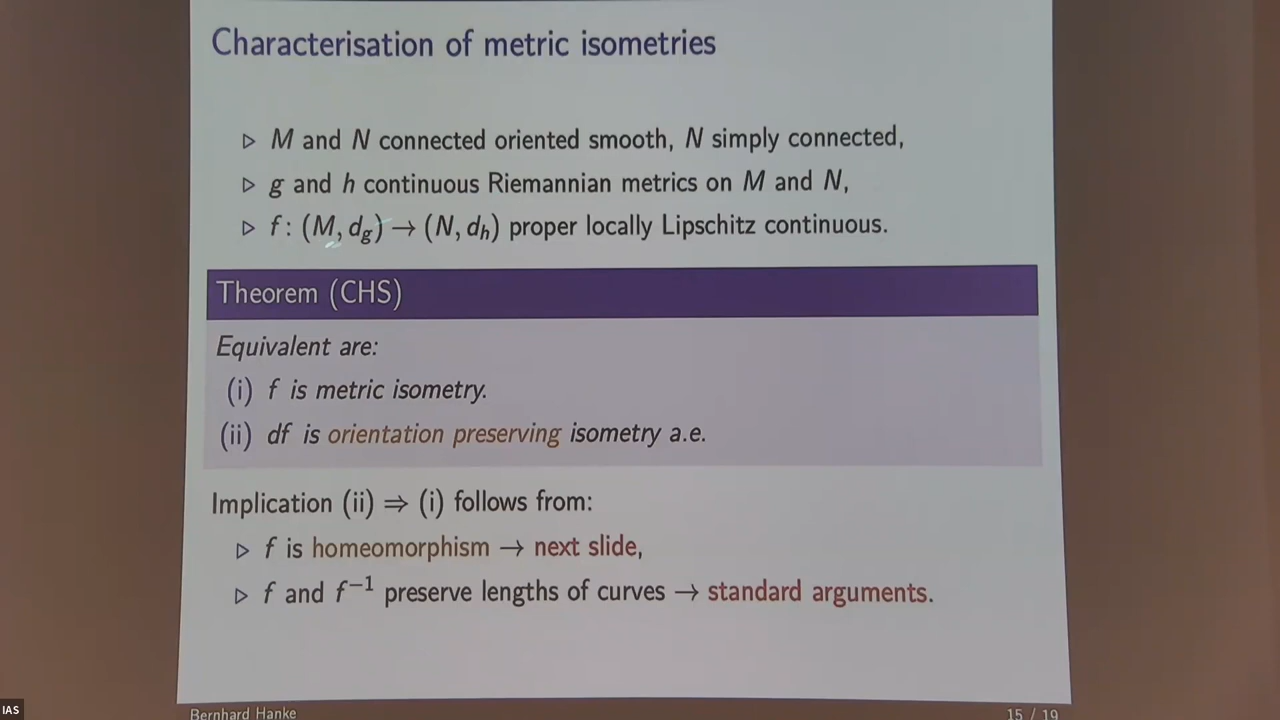 Characterisation of metric isometries
▷ M and N connected oriented smooth, N simply connected,
▷ g and h continuous Riemannian metrics on M and N,
▷ f: (M, d_g) → (N, d_h) proper locally Lipschitz continuous.
Theorem (CHS)
Equivalent are:
(i) f is metric isometry.
(ii) df is orientation preserving isometry a.e.
Implication (ii) ⇒ (i) follows from:
▷ f is homeomorphism → next slide,
▷ f and f⁻¹ preserve lengths of curves → standard arguments.
IAS
Bernhard Hanke 15 / 19